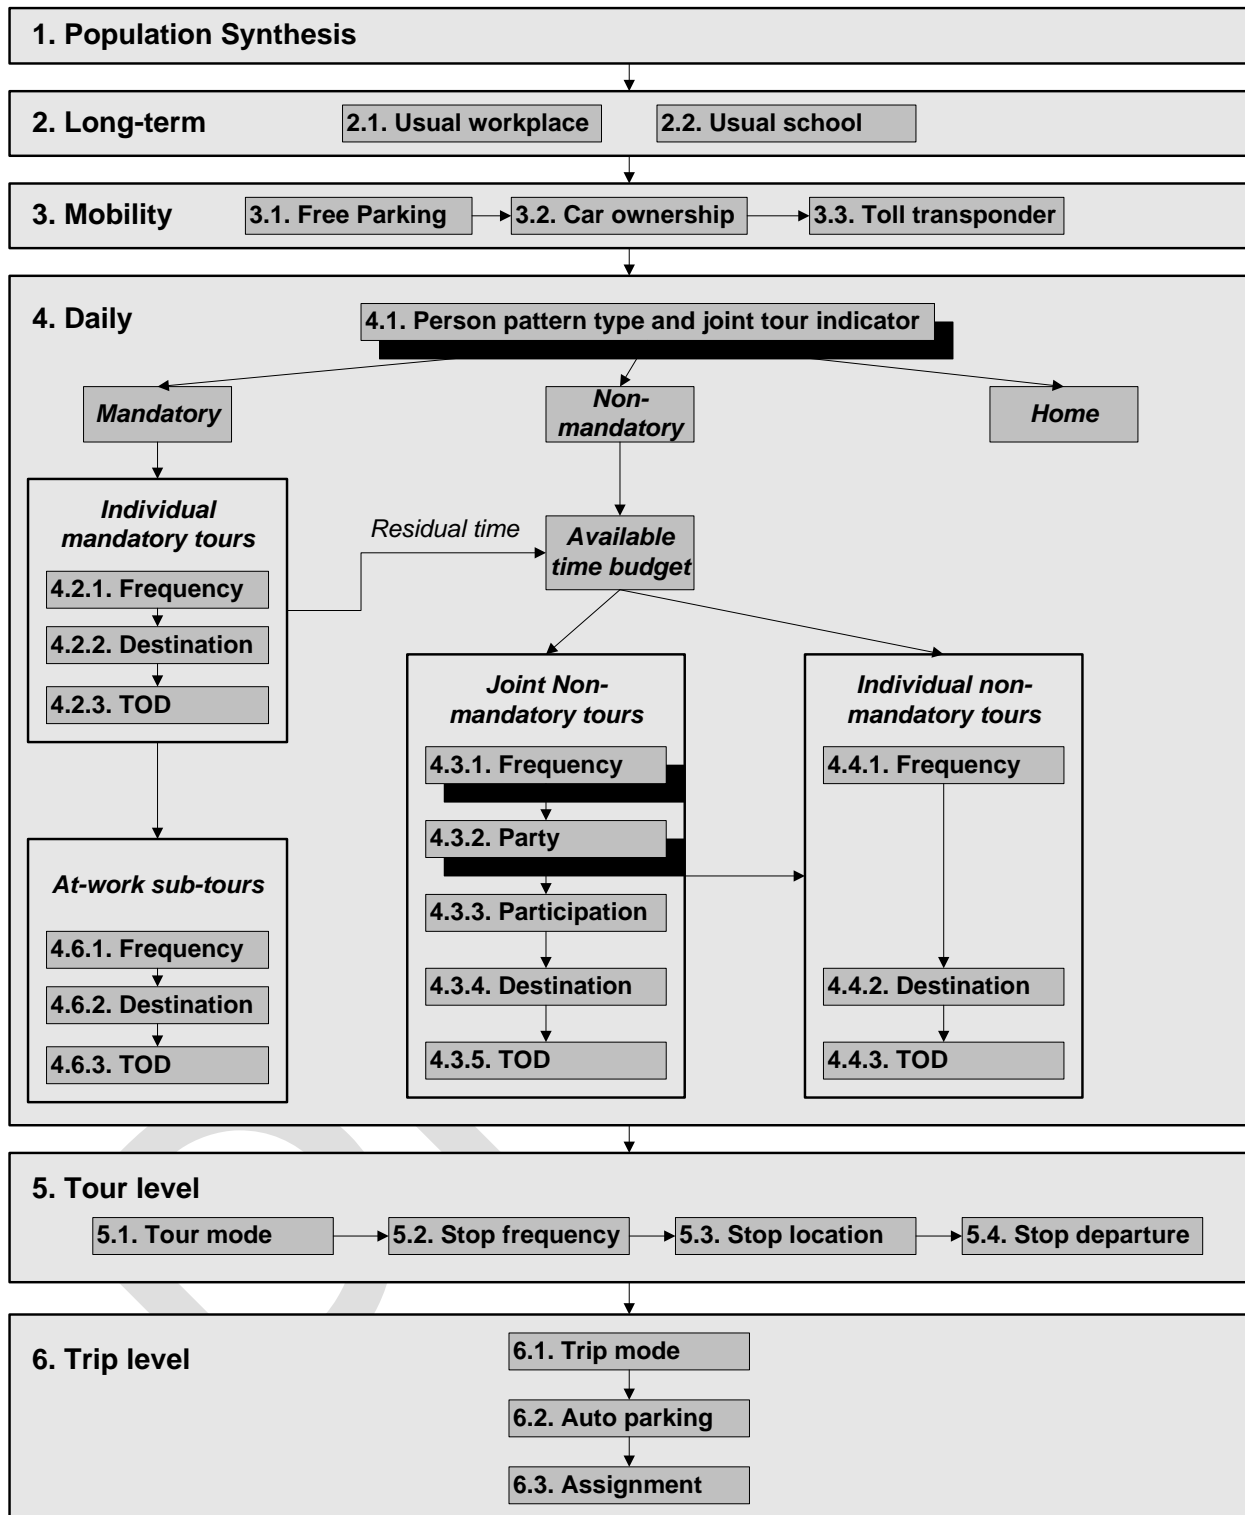 1. Population Synthesis
2. Long-term
2.1. Usual workplace
2.2. Usual school
3. Mobility
3.1. Free Parking
3.2. Car ownership
3.3. Toll transponder
4. Daily
4.1. Person pattern type and joint tour indicator
Mandatory
Non-
mandatory
Home
Individual
mandatory tours
4.2.1. Frequency
4.2.2. Destination
4.2.3. TOD
Residual time
Available
time budget
Joint Non-
mandatory tours
4.3.1. Frequency
4.3.2. Party
4.3.3. Participation
4.3.4. Destination
4.3.5. TOD
Individual non-
mandatory tours
4.4.1. Frequency
4.4.2. Destination
4.4.3. TOD
At-work sub-tours
4.6.1. Frequency
4.6.2. Destination
4.6.3. TOD
5. Tour level
5.1. Tour mode
5.2. Stop frequency
5.3. Stop location
5.4. Stop departure
6. Trip level
6.1. Trip mode
6.2. Auto parking
6.3. Assignment